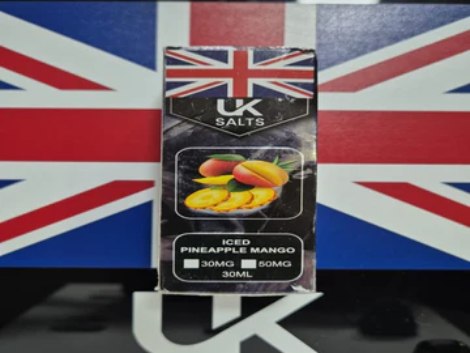 UK
SALTS
ICED
PINEAPPLE MANGO
30MG 50MG
30ML
UK